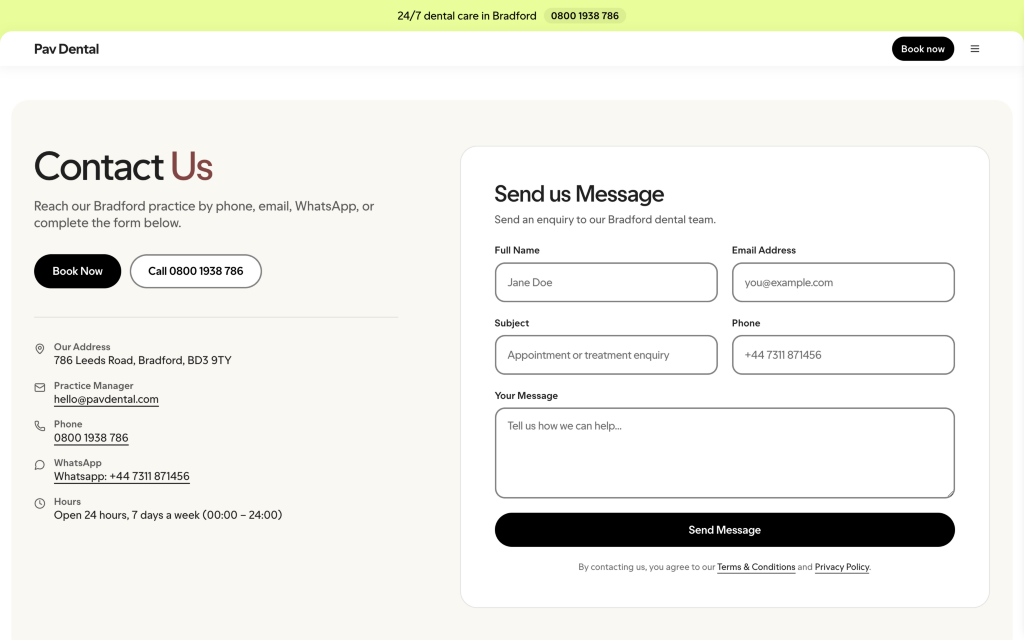 24/7 dental care in Bradford 0800 1938 786
Pav Dental
Book now
Contact Us
Reach our Bradford practice by phone, email, WhatsApp, or
complete the form below.
Book Now
Call 0800 1938 786
Our Address
786 Leeds Road, Bradford, BD3 9TY
Practice Manager
hello@pavdental.com
Phone
0800 1938 786
WhatsApp
Whatsapp: +44 7311 871456
Hours
Open 24 hours, 7 days a week (00:00 – 24:00)
Send us Message
Send an enquiry to our Bradford dental team.
Full Name
Jane Doe
Email Address
you@example.com
Subject
Appointment or treatment enquiry
Phone
+44 7311 871456
Your Message
Tell us how we can help...
Send Message
By contacting us, you agree to our Terms & Conditions and Privacy Policy.